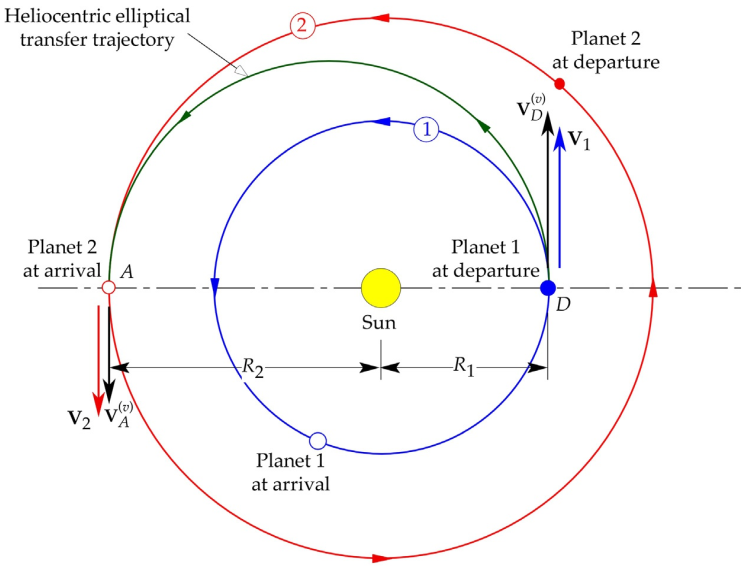 Heliocentric elliptical
transfer trajectory
2
Planet 2
at departure
V_D^(v)
V_1
1
Planet 2
at arrival
A
Planet 1
at departure
D
Sun
R_2
R_1
V_2
V_A^(v)
Planet 1
at arrival